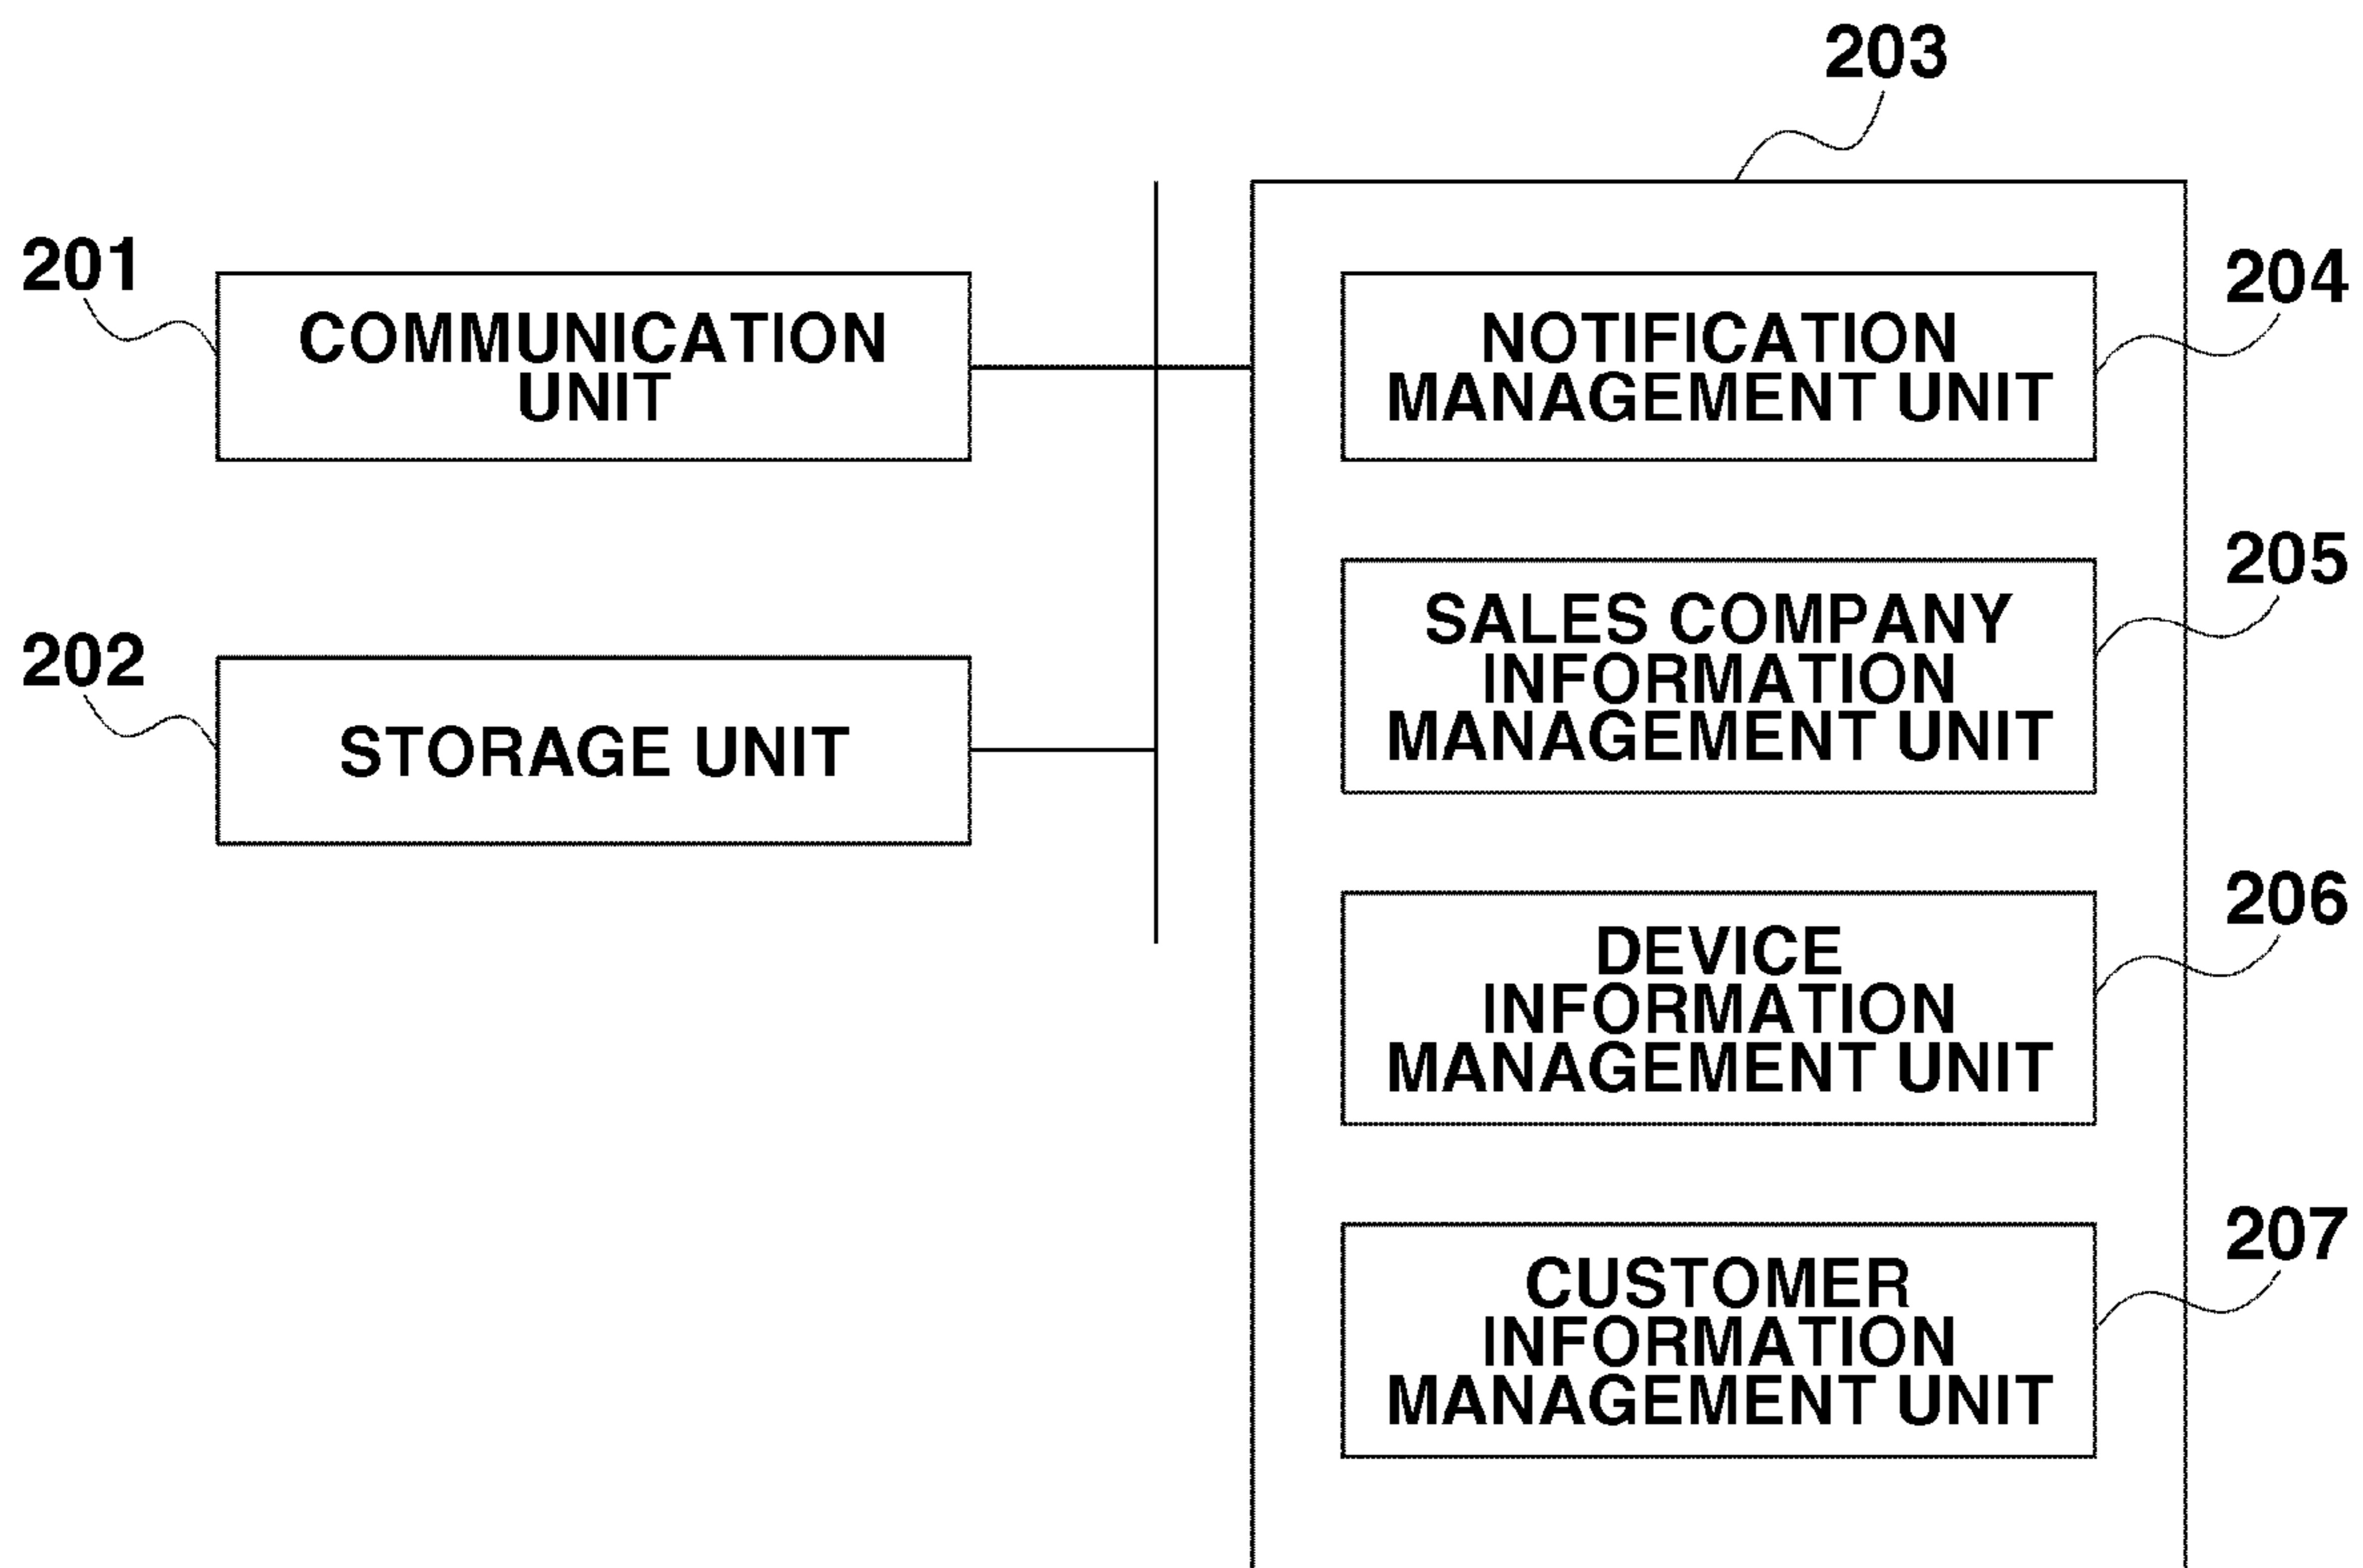 203
201
COMMUNICATION
UNIT
202
STORAGE UNIT
204
NOTIFICATION
MANAGEMENT UNIT
205
SALES COMPANY
INFORMATION
MANAGEMENT UNIT
206
DEVICE
INFORMATION
MANAGEMENT UNIT
207
CUSTOMER
INFORMATION
MANAGEMENT UNIT